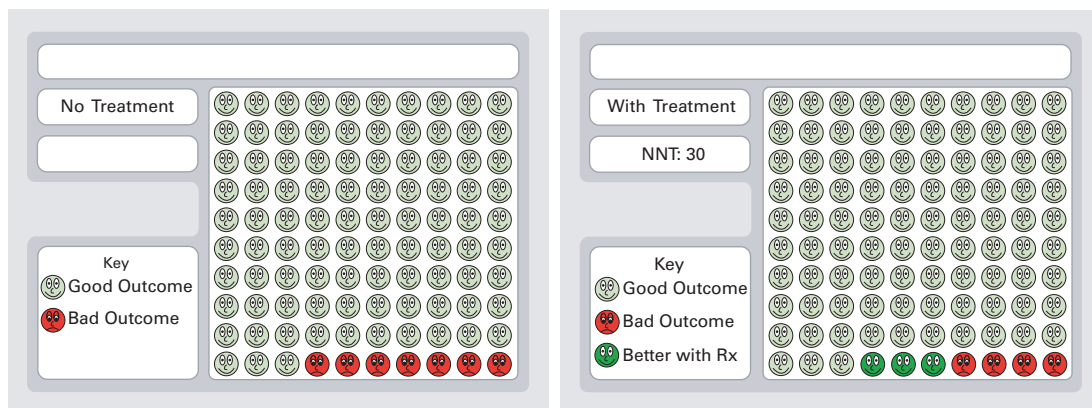 No Treatment
Key
Good Outcome
Bad Outcome
With Treatment
NNT: 30
Key
Good Outcome
Bad Outcome
Better with Rx